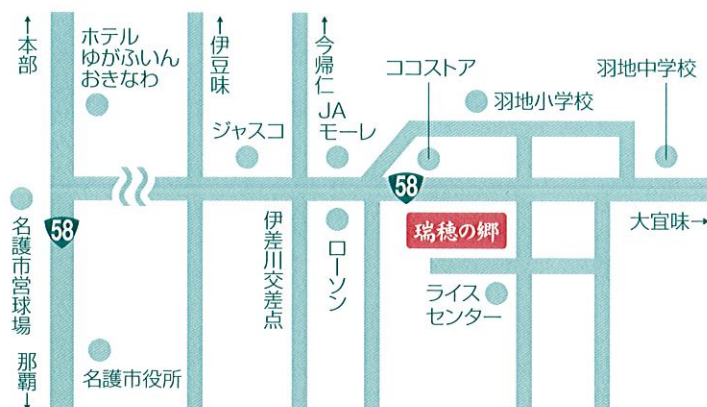 ↑本部
ホテル
ゆがふいん
おきなわ
↑伊豆味
↑今帰仁
ジャスコ
JA
モーレ
ココストア
羽地小学校
羽地中学校
58
58
名護市営球場
伊差川交差点
ローソン
瑞穂の郷
大宜味→
ライス
センター
名護市役所
那覇↓